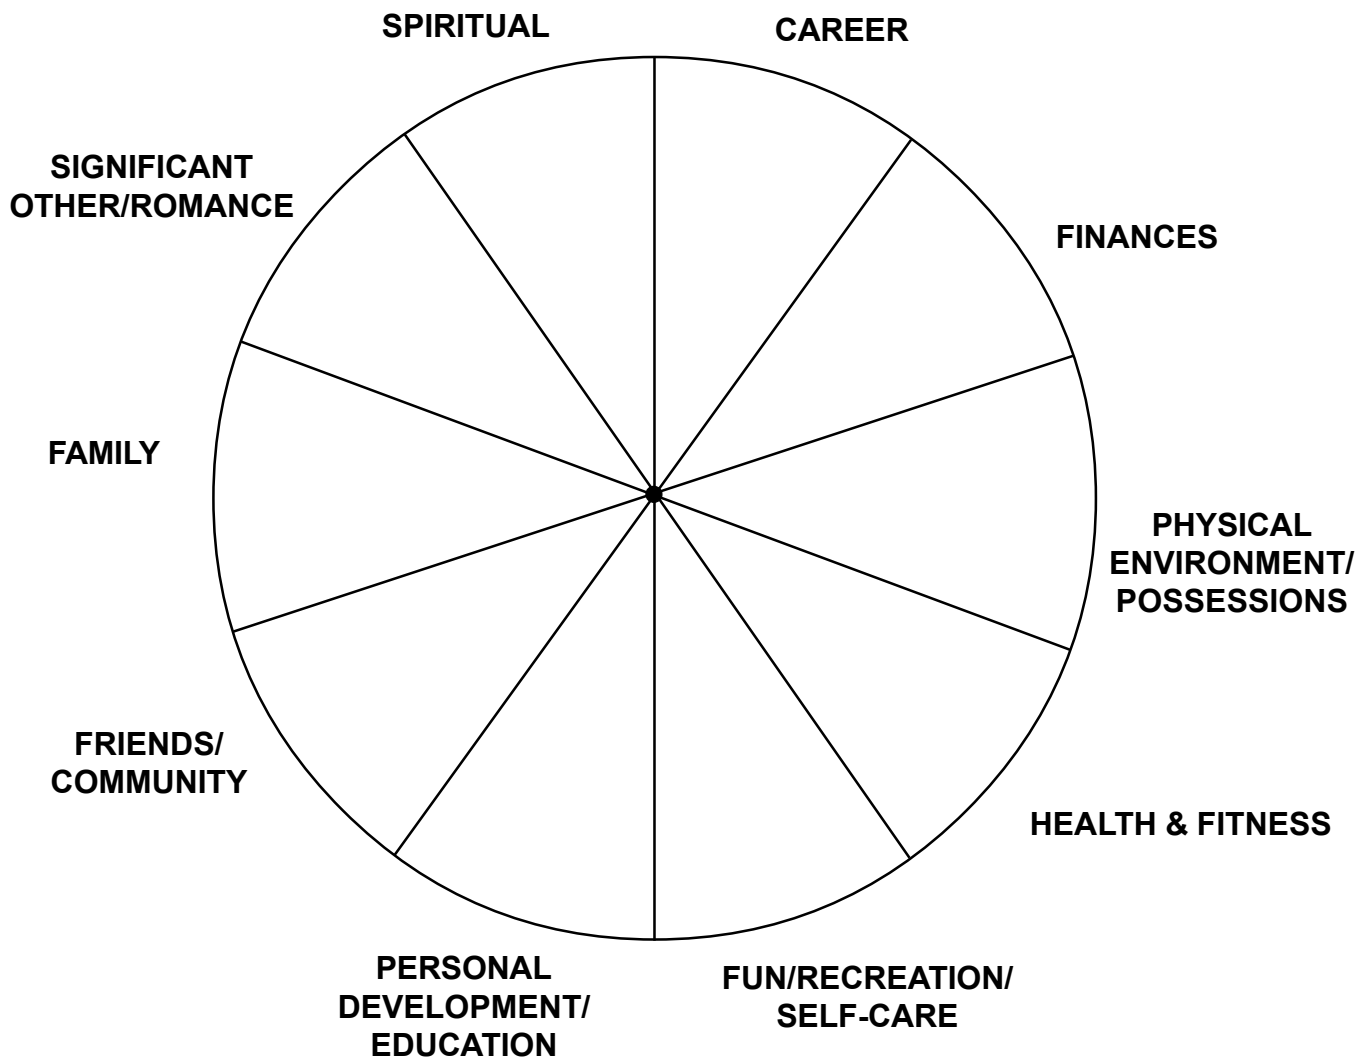 SPIRITUAL
CAREER
SIGNIFICANT
OTHER/ROMANCE
FINANCES
FAMILY
PHYSICAL
ENVIRONMENT/
POSSESSIONS
FRIENDS/
COMMUNITY
HEALTH & FITNESS
PERSONAL
DEVELOPMENT/
EDUCATION
FUN/RECREATION/
SELF-CARE